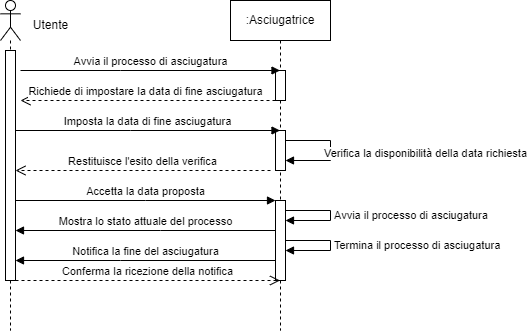 Utente
:Asciugatrice
Avvia il processo di asciugatura
Richiede di impostare la data di fine asciugatura
Imposta la data di fine asciugatura
Verifica la disponibilità della data richiesta
Restituisce l'esito della verifica
Accetta la data proposta
Avvia il processo di asciugatura
Mostra lo stato attuale del processo
Termina il processo di asciugatura
Notifica la fine del asciugatura
Conferma la ricezione della notifica